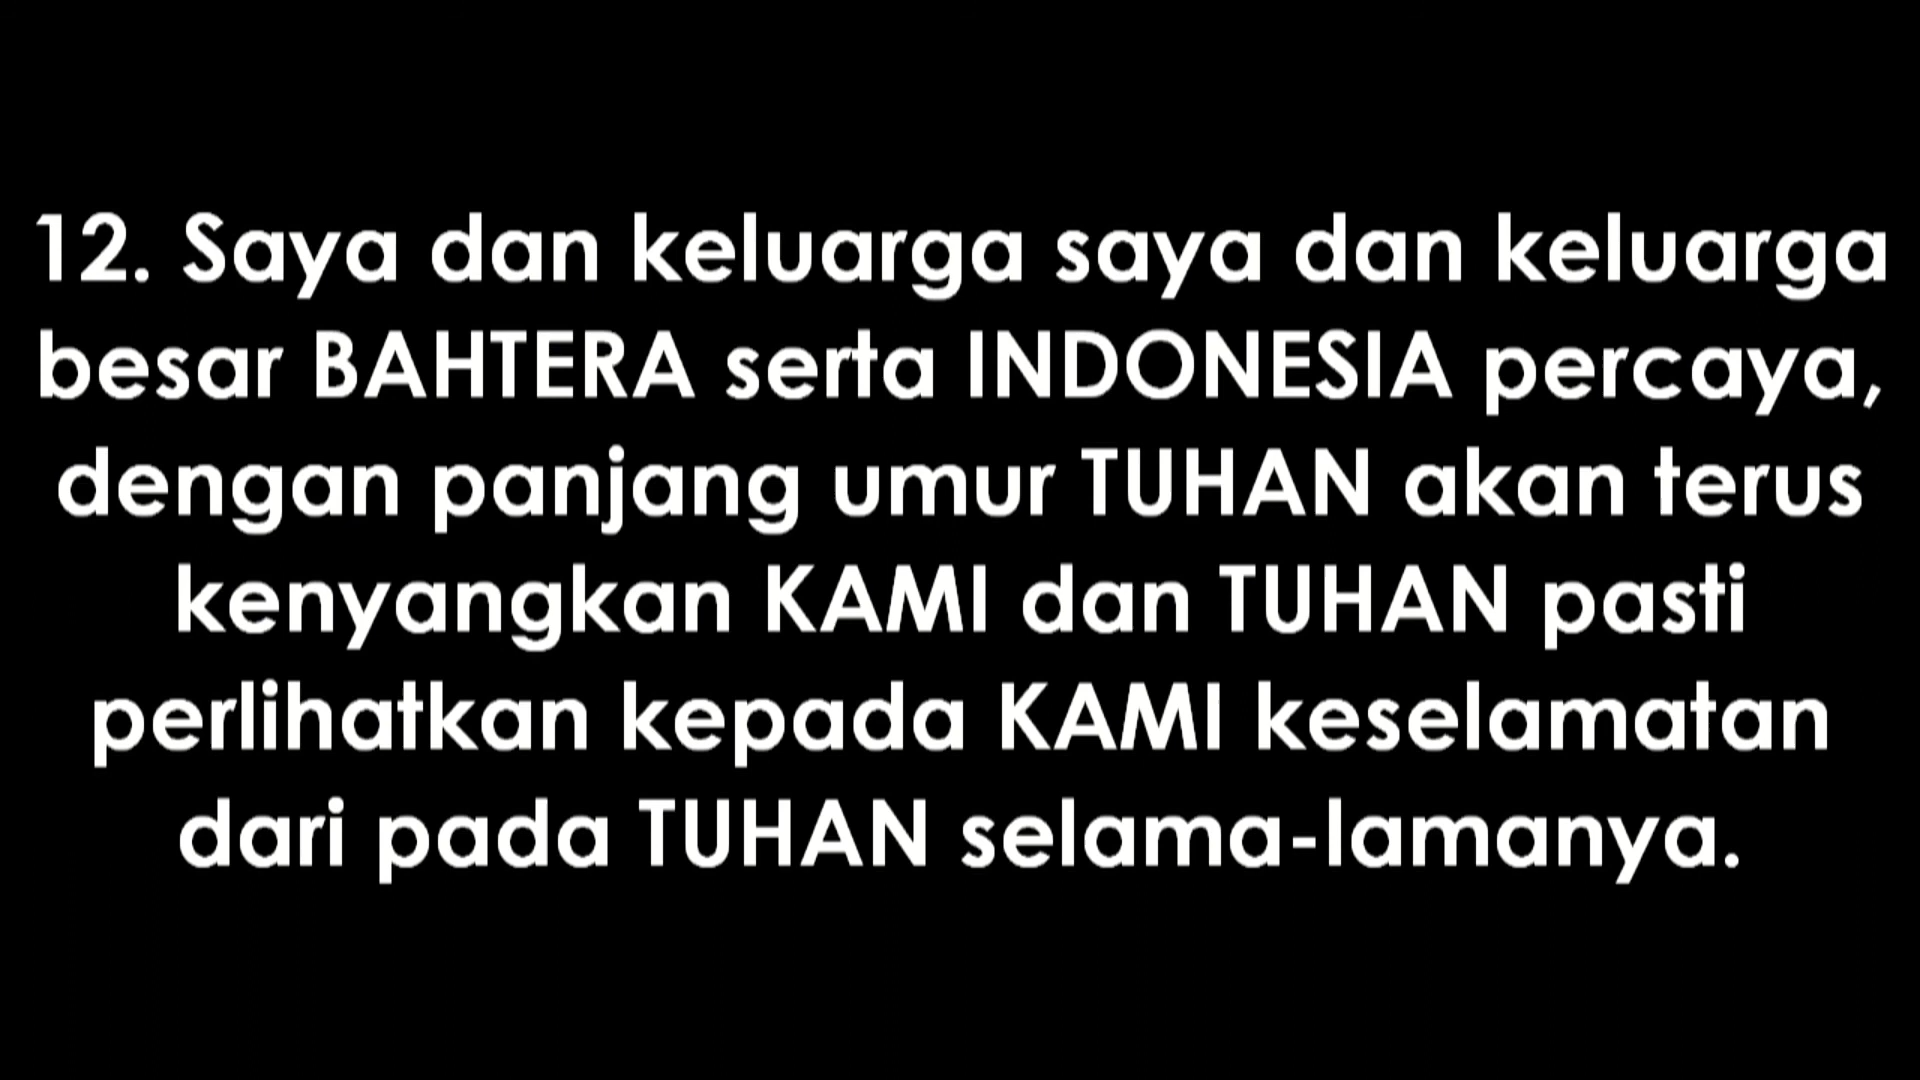 12. Saya dan keluarga saya dan keluarga
besar BAHTERA serta INDONESIA percaya,
dengan panjang umur TUHAN akan terus
kenyangkan KAMI dan TUHAN pasti
perlihatkan kepada KAMI keselamatan
dari pada TUHAN selama-lamanya.